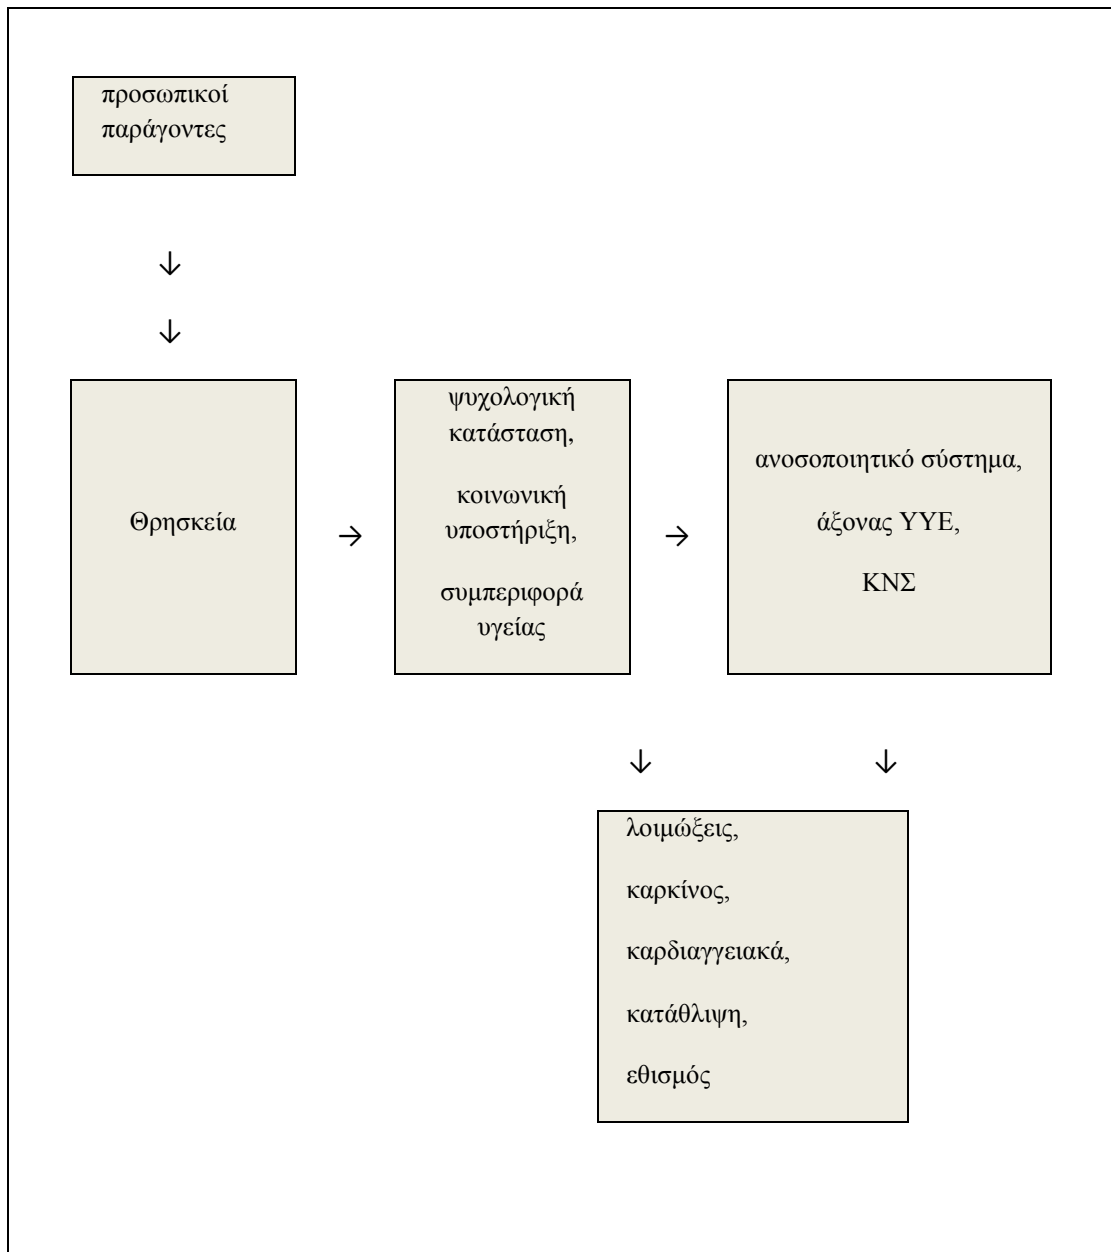 προσωπικοί
παράγοντες
↓
↓
Θρησκεία
→
ψυχολογική
κατάσταση,
κοινωνική
υποστήριξη,
συμπεριφορά
υγείας
→
ανοσοποιητικό σύστημα,
άξονας ΥΥΕ,
ΚΝΣ
↓ ↓
λοιμώξεις,
καρκίνος,
καρδιαγγειακά,
κατάθλιψη,
εθισμός